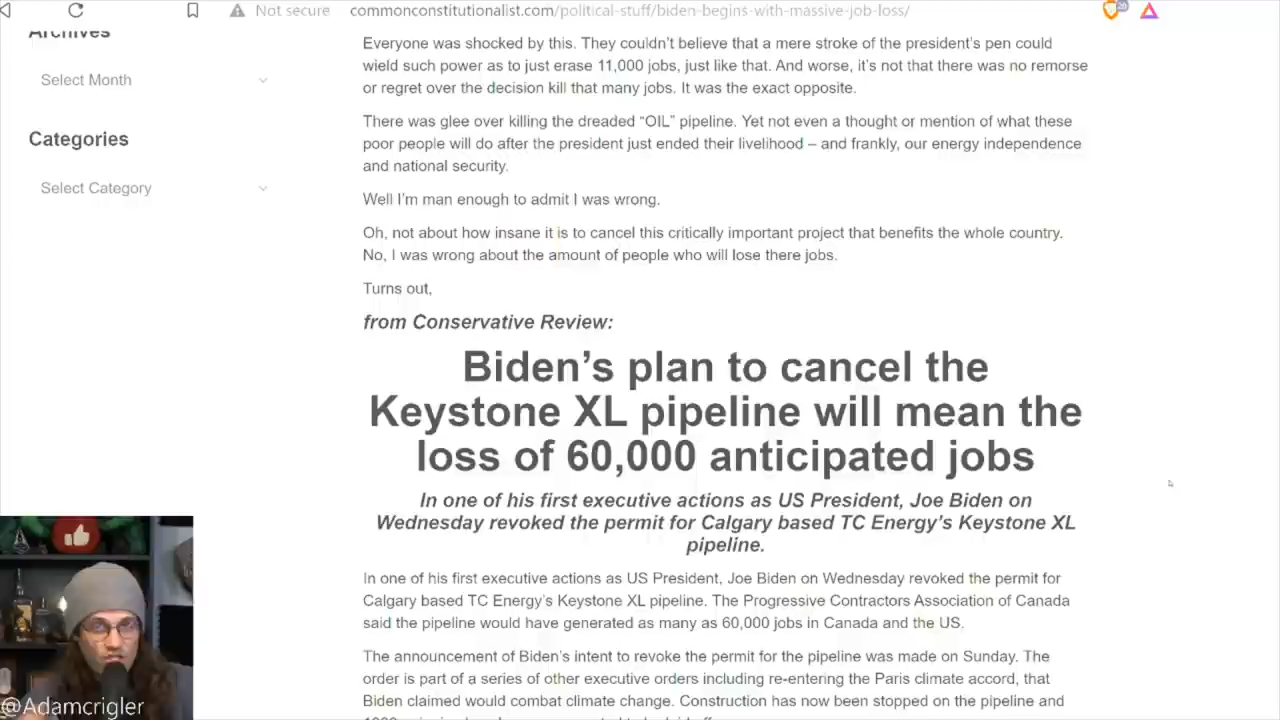 Not secure commonconstitutionalist.com/political-stuff/biden-begins-with-massive-job-loss/
26
Archives
Select Month
Categories
Select Category
Everyone was shocked by this. They couldn't believe that a mere stroke of the president's pen could
wield such power as to just erase 11,000 jobs, just like that. And worse, it's not that there was no remorse
or regret over the decision kill that many jobs. It was the exact opposite.
There was glee over killing the dreaded “OIL” pipeline. Yet not even a thought or mention of what these
poor people will do after the president just ended their livelihood – and frankly, our energy independence
and national security.
Well I'm man enough to admit I was wrong.
Oh, not about how insane it is to cancel this critically important project that benefits the whole country.
No, I was wrong about the amount of people who will lose there jobs.
Turns out,
from Conservative Review:
Biden's plan to cancel the
Keystone XL pipeline will mean the
loss of 60,000 anticipated jobs
In one of his first executive actions as US President, Joe Biden on
Wednesday revoked the permit for Calgary based TC Energy's Keystone XL
pipeline.
In one of his first executive actions as US President, Joe Biden on Wednesday revoked the permit for
Calgary based TC Energy's Keystone XL pipeline. The Progressive Contractors Association of Canada
said the pipeline would have generated as many as 60,000 jobs in Canada and the US.
The announcement of Biden's intent to revoke the permit for the pipeline was made on Sunday. The
order is part of a series of other executive orders including re-entering the Paris climate accord, that
Biden claimed would combat climate change. Construction has now been stopped on the pipeline and
@Adamcrigler